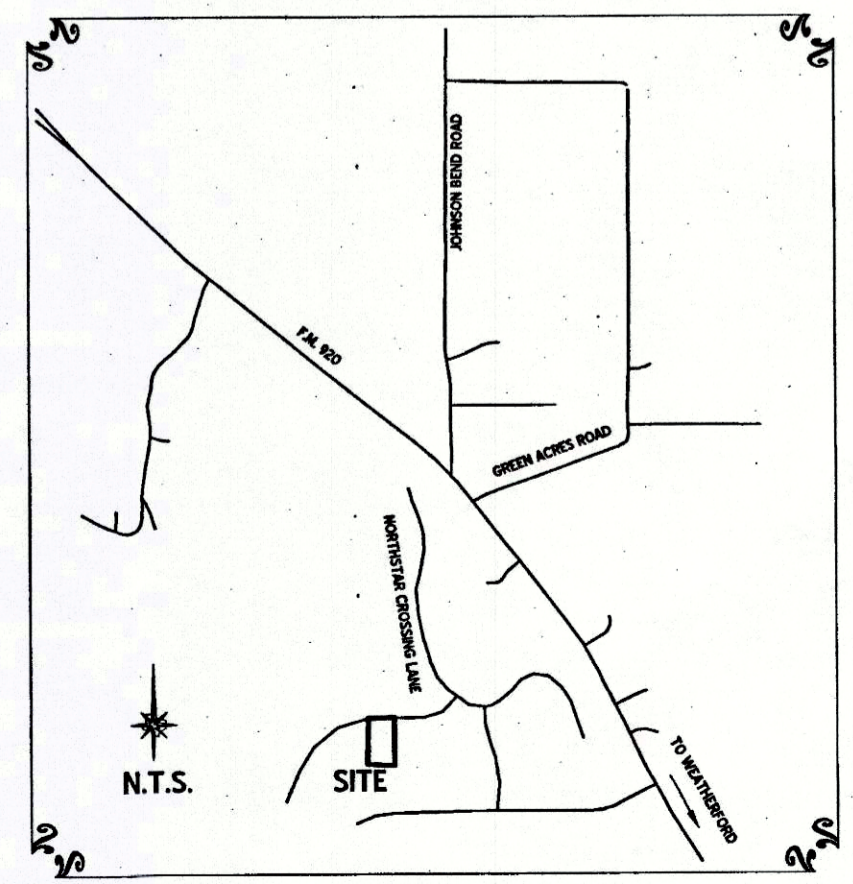 JOHNSON BEND ROAD
F.M. 920
GREEN ACRES ROAD
NORTHSTAR CROSSING LANE
N.T.S.
SITE
TO WEATHERFORD